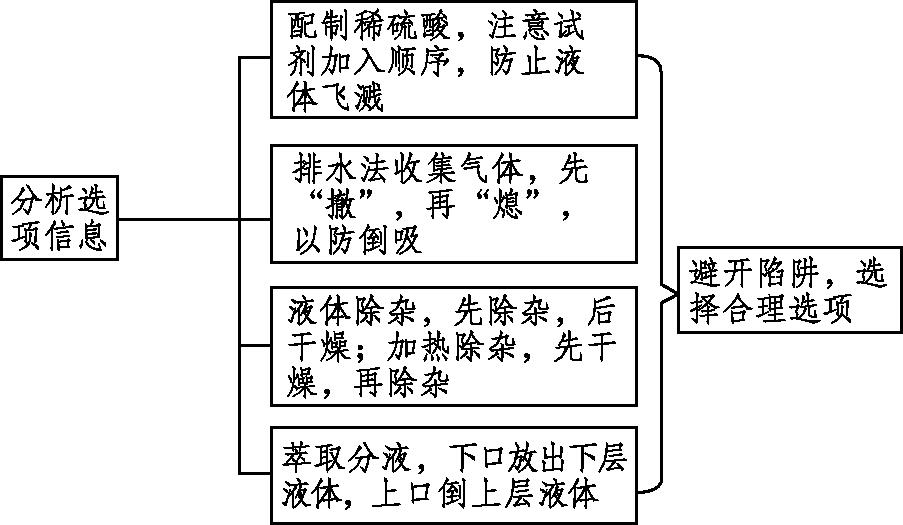 分析选
项信息
配制稀硫酸，注意试
剂加入顺序，防止液
体飞溅
排水法收集气体，先
“撤”，再“熄”，
以防倒吸
液体除杂，先除杂，后
干燥；加热除杂，先干
燥，再除杂
萃取分液，下口放出下层
液体，上口倒上层液体
避开陷阱，选
择合理选项